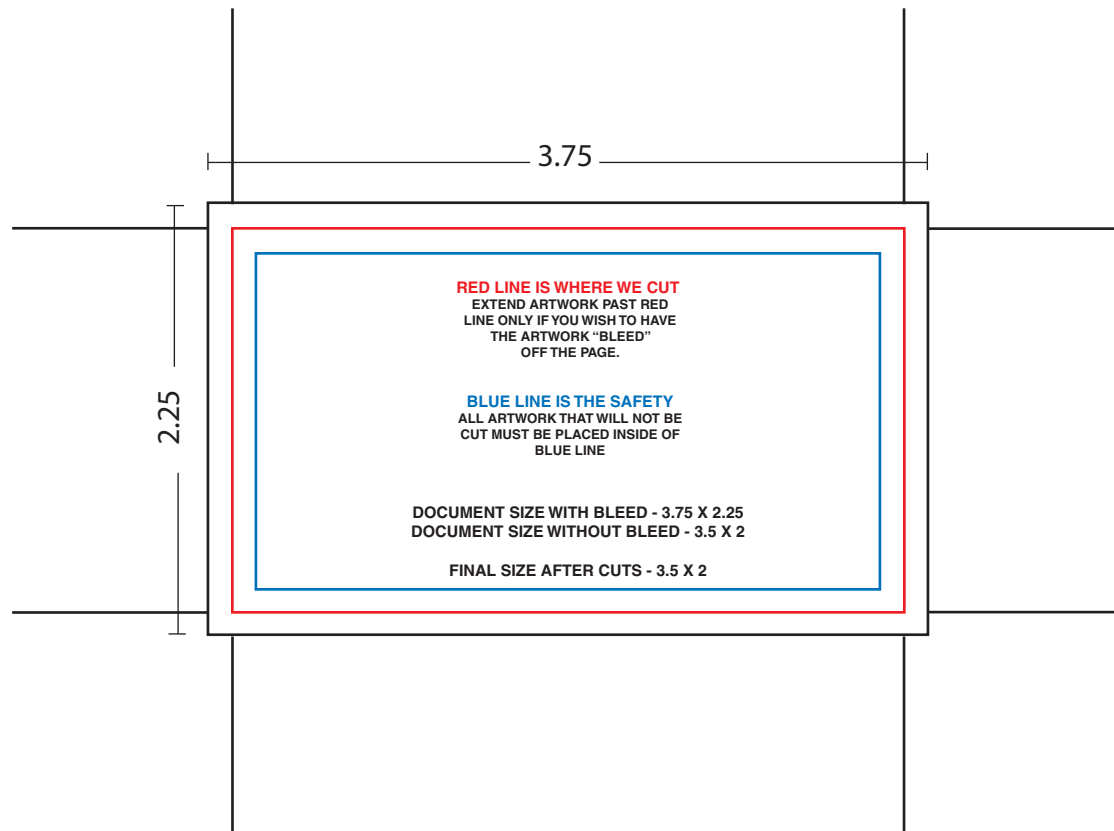 3.75
2.25
RED LINE IS WHERE WE CUT
EXTEND ARTWORK PAST RED
LINE ONLY IF YOU WISH TO HAVE
THE ARTWORK “BLEED”
OFF THE PAGE.
BLUE LINE IS THE SAFETY
ALL ARTWORK THAT WILL NOT BE
CUT MUST BE PLACED INSIDE OF
BLUE LINE
DOCUMENT SIZE WITH BLEED - 3.75 X 2.25
DOCUMENT SIZE WITHOUT BLEED - 3.5 X 2
FINAL SIZE AFTER CUTS - 3.5 X 2